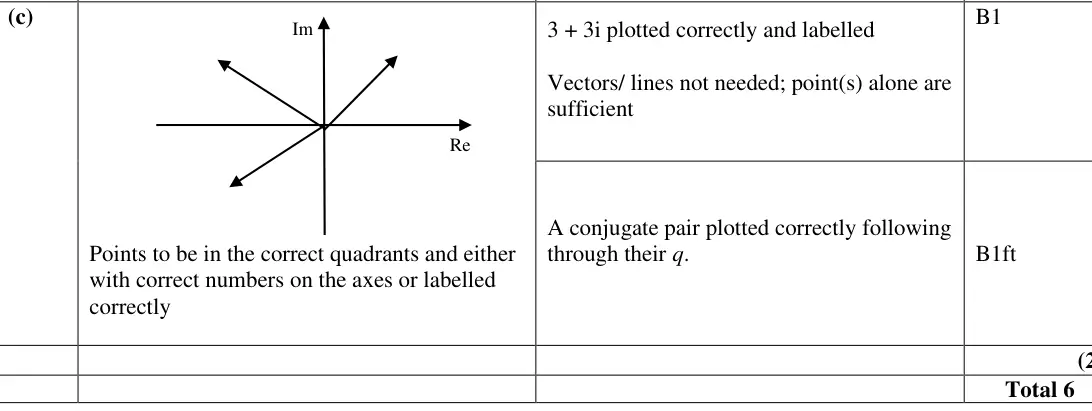 (c)
Im
Re
Points to be in the correct quadrants and either
with correct numbers on the axes or labelled
correctly
3 + 3i plotted correctly and labelled
Vectors/ lines not needed; point(s) alone are
sufficient
B1
A conjugate pair plotted correctly following
through their q.
B1ft
(2
Total 6